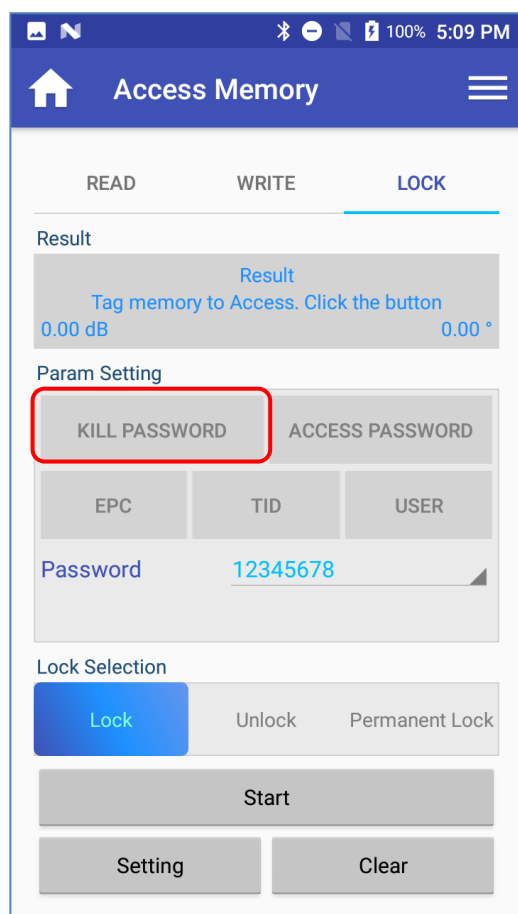 100% 5:09 PM
Access Memory
READ WRITE LOCK
Result
Result
Tag memory to Access. Click the button
0.00 dB 0.00 °
Param Setting
KILL PASSWORD ACCESS PASSWORD
EPC TID USER
Password 12345678
Lock Selection
Lock Unlock Permanent Lock
Start
Setting Clear